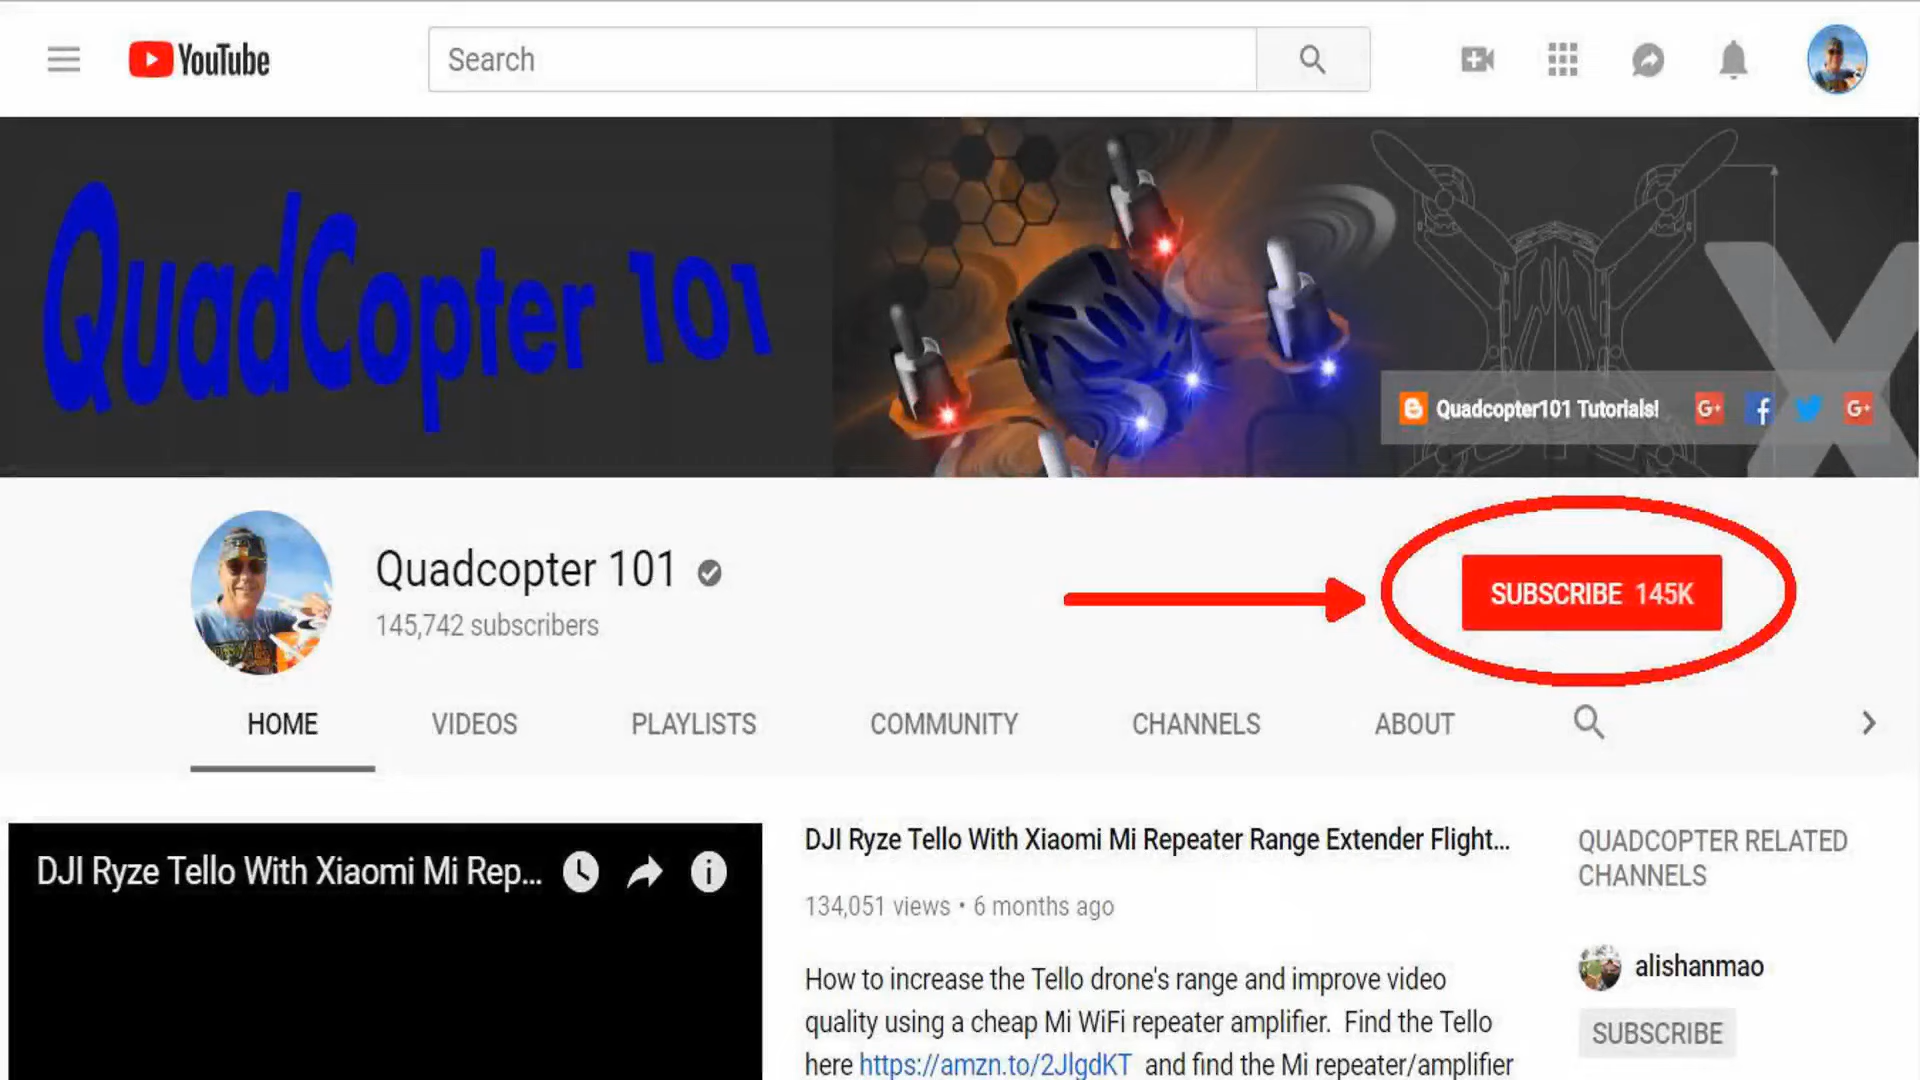 YouTube
Search
QuadCopter 101
X
Quadcopter101 Tutorials!
Quadcopter 101
145,742 subscribers
SUBSCRIBE 145K
HOME VIDEOS PLAYLISTS COMMUNITY CHANNELS ABOUT
DJI Ryze Tello With Xiaomi Mi Rep...
DJI Ryze Tello With Xiaomi Mi Repeater Range Extender Flight...
134,051 views • 6 months ago
How to increase the Tello drone's range and improve video
quality using a cheap Mi WiFi repeater amplifier. Find the Tello
here https://amzn.to/2JlgdKT and find the Mi repeater/amplifier
QUADCOPTER RELATED
CHANNELS
alishanmao
SUBSCRIBE